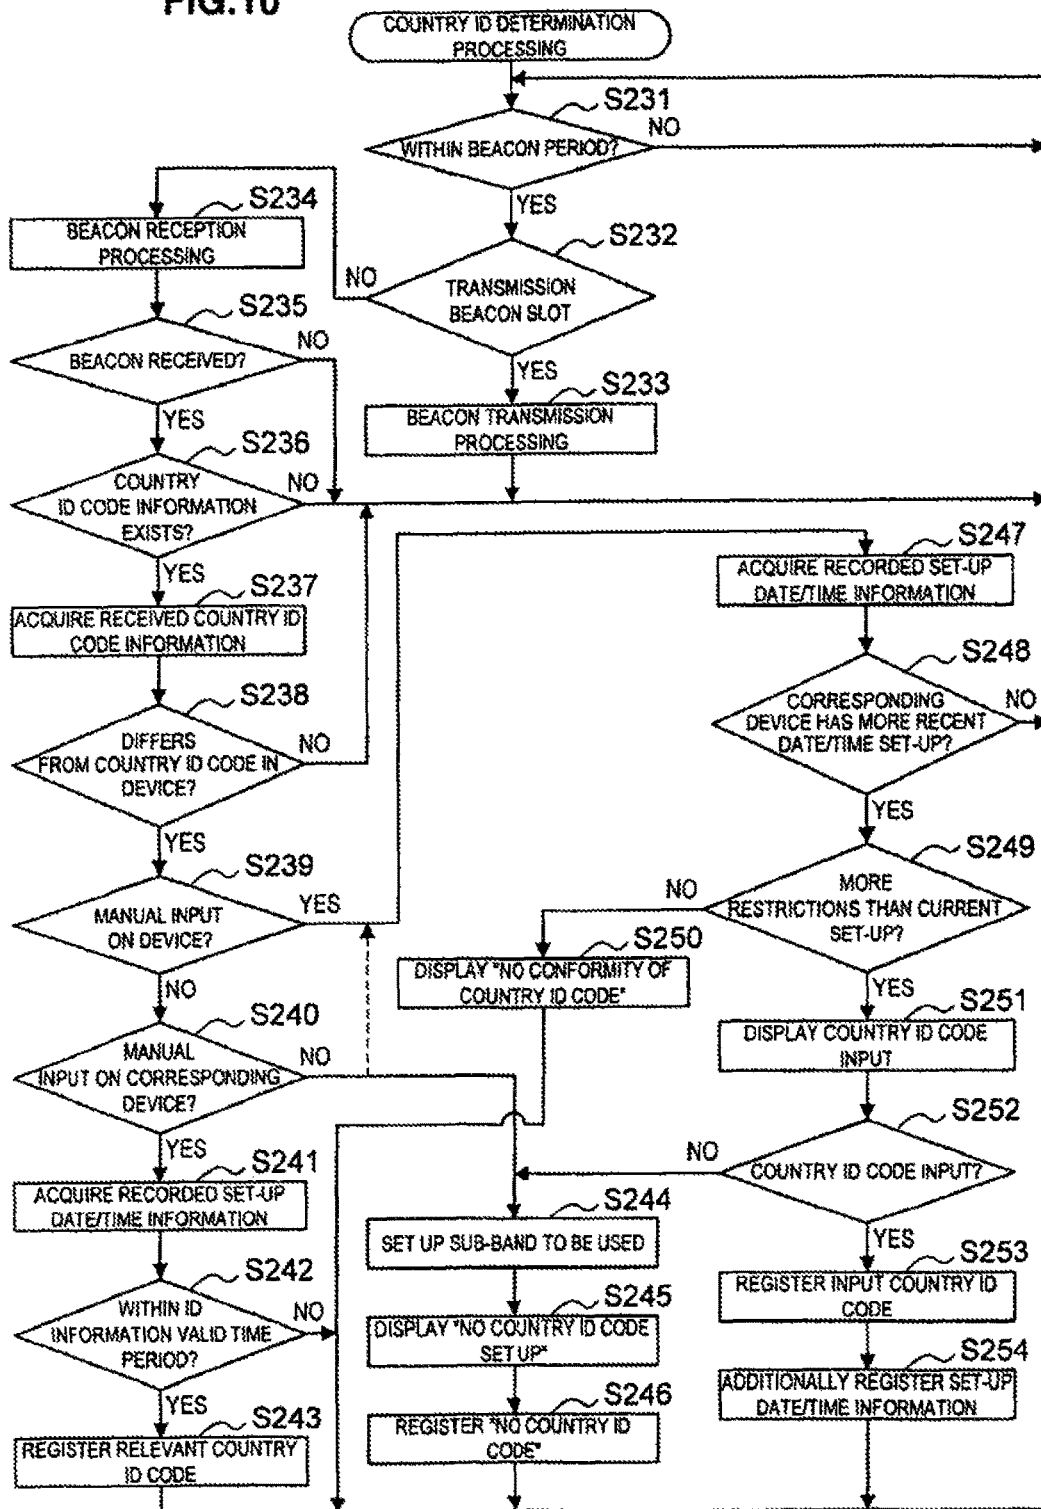 FIG.10
COUNTRY ID DETERMINATION
PROCESSING
S231
WITHIN BEACON PERIOD?
NO
YES
S232
TRANSMISSION
BEACON SLOT
NO
YES
S233
BEACON TRANSMISSION
PROCESSING
S234
BEACON RECEPTION
PROCESSING
S235
BEACON RECEIVED?
NO
YES
S236
COUNTRY
ID CODE INFORMATION
EXISTS?
NO
YES
S237
ACQUIRE RECEIVED COUNTRY ID
CODE INFORMATION
S238
DIFFERS
FROM COUNTRY ID CODE IN
DEVICE?
NO
YES
S239
MANUAL INPUT
ON DEVICE?
YES
NO
S240
MANUAL
INPUT ON CORRESPONDING
DEVICE?
NO
YES
S241
ACQUIRE RECORDED SET-UP
DATE/TIME INFORMATION
S242
WITHIN ID
INFORMATION VALID TIME
PERIOD?
NO
YES
S243
REGISTER RELEVANT COUNTRY
ID CODE
S244
SET UP SUB-BAND TO BE USED
S245
DISPLAY "NO COUNTRY ID CODE
SET UP"
S246
REGISTER "NO COUNTRY ID
CODE"
S247
ACQUIRE RECORDED SET-UP
DATE/TIME INFORMATION
S248
CORRESPONDING
DEVICE HAS MORE RECENT
DATE/TIME SET-UP?
NO
YES
S249
MORE
RESTRICTIONS THAN CURRENT
SET-UP?
NO
YES
S250
DISPLAY "NO CONFORMITY OF
COUNTRY ID CODE"
S251
DISPLAY COUNTRY ID CODE
INPUT
S252
COUNTRY ID CODE INPUT?
NO
YES
S253
REGISTER INPUT COUNTRY ID
CODE
S254
ADDITIONALLY REGISTER SET-UP
DATE/TIME INFORMATION